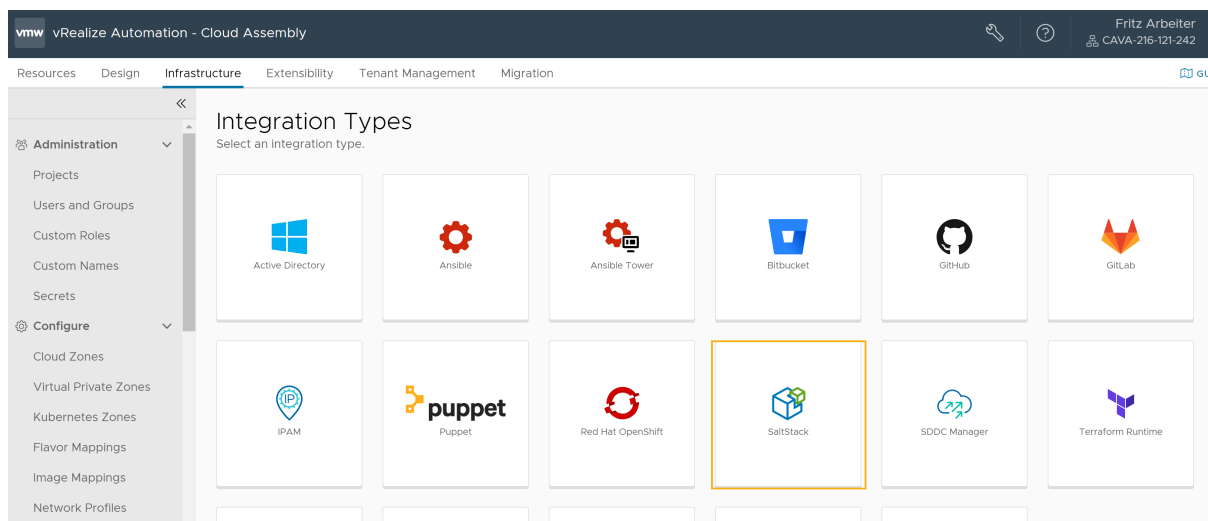 vmw vRealize Automation - Cloud Assembly
Fritz Arbeiter
CAVA-216-121-242
Resources Design Infrastructure Extensibility Tenant Management Migration
Administration
Projects
Users and Groups
Custom Roles
Custom Names
Secrets
Configure
Cloud Zones
Virtual Private Zones
Kubernetes Zones
Flavor Mappings
Image Mappings
Network Profiles
Integration Types
Select an integration type.
Active Directory
Ansible
Ansible Tower
Bitbucket
GitHub
GitLab
IP
IPAM
puppet
Puppet
Red Hat OpenShift
SaltStack
SDDC Manager
Terraform Runtime